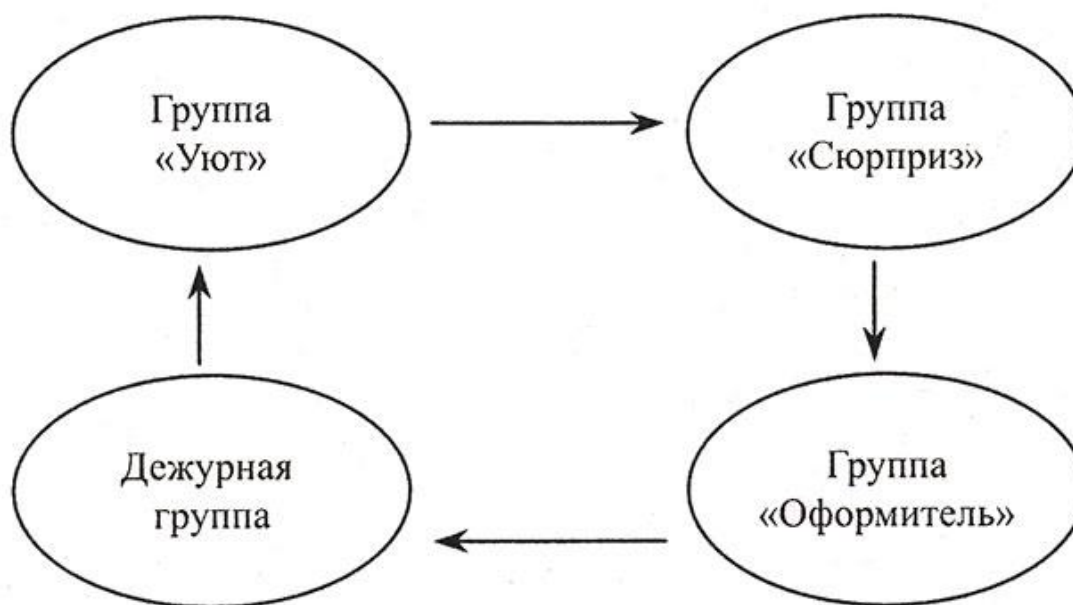 Группа
«Уют»
Группа
«Сюрприз»
Дежурная
группа
Группа
«Оформитель»